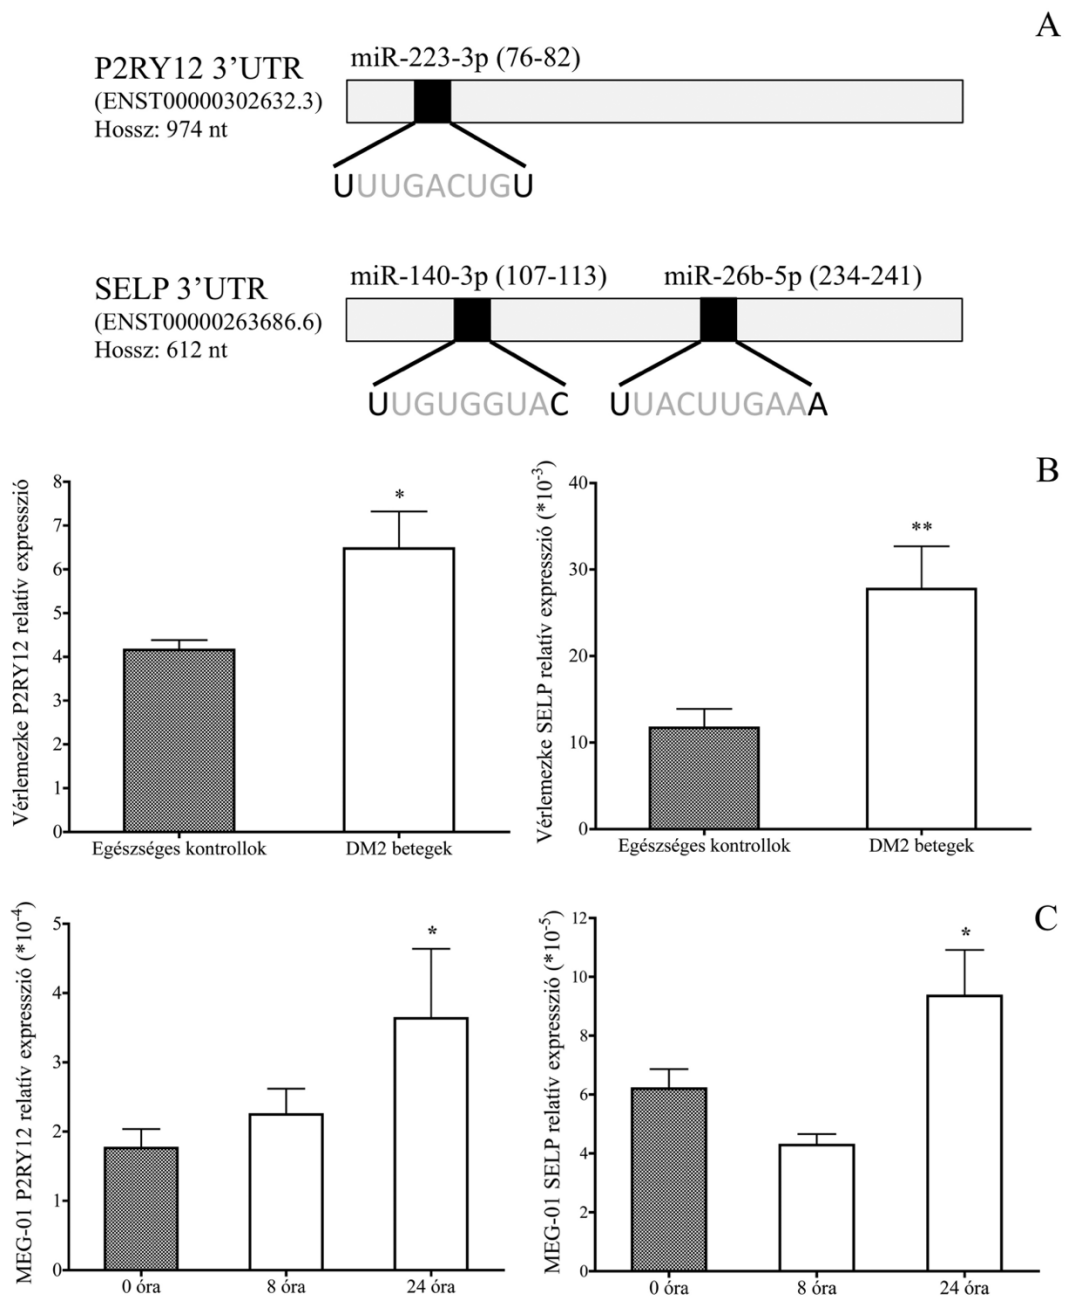 A
miR-223-3p (76-82)
P2RY12 3’UTR
(ENST00000302632.3)
Hossz: 974 nt
UUUGACUGU
miR-140-3p (107-113)
miR-26b-5p (234-241)
SELP 3’UTR
(ENST00000263686.6)
Hossz: 612 nt
UUGUGGUAC
UUACUUGAAA
B
Vérlemezke P2RY12 relatív expresszió
8
7
6
5
4
3
2
1
0
*
Egészséges kontrollok
DM2 betegek
Vérlemezke SELP relatív expresszió (*10-3)
40
30
20
10
0
**
Egészséges kontrollok
DM2 betegek
C
MEG-01 P2RY12 relatív expresszió (*10-4)
5
4
3
2
1
0
*
0 óra
8 óra
24 óra
MEG-01 SELP relatív expresszió (*10-5)
12
10
8
6
4
2
0
*
0 óra
8 óra
24 óra